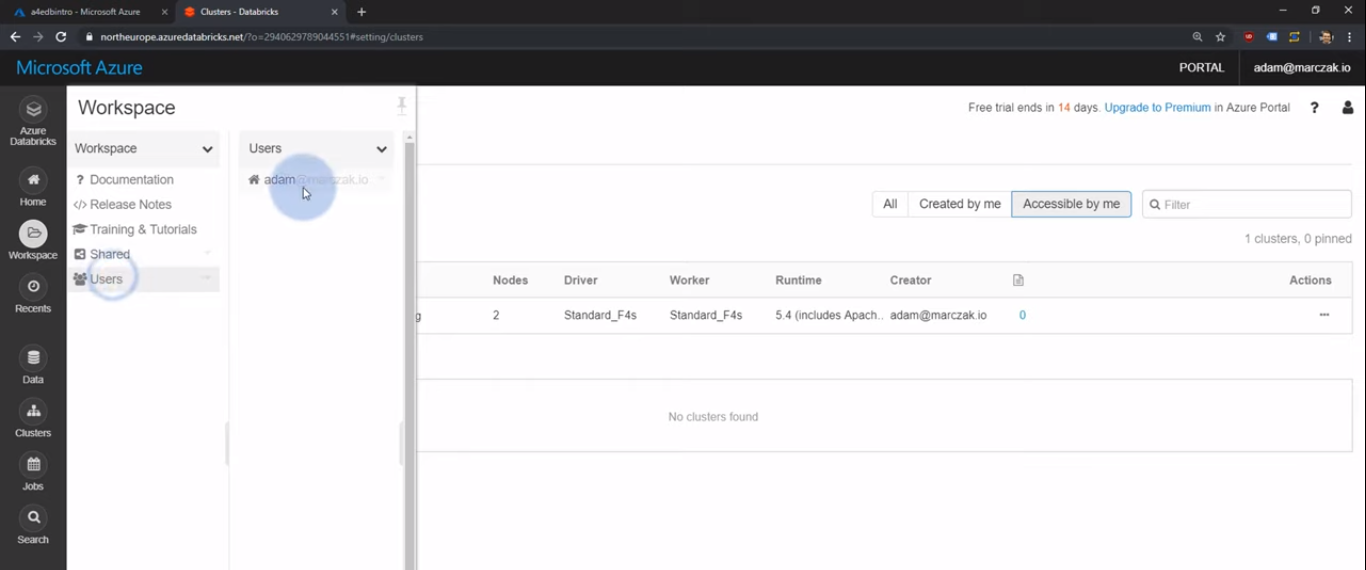 a4edbintro - Microsoft Azure
Clusters - Databricks
northeurope.azuredatabricks.net/?o=2940629789044551#setting/clusters
Microsoft Azure
PORTAL
adam@marczak.io
Azure
Databricks
Home
Workspace
Recents
Data
Clusters
Jobs
Search
Workspace
Workspace
? Documentation
</> Release Notes
Training & Tutorials
Shared
Users
Users
adam@marczak.io
Free trial ends in 14 days. Upgrade to Premium in Azure Portal
?
All
Created by me
Accessible by me
Filter
1 clusters, 0 pinned
Nodes Driver Worker Runtime Creator Actions
g 2 Standard_F4s Standard_F4s 5.4 (includes Apach.. adam@marczak.io 0 ···
No clusters found